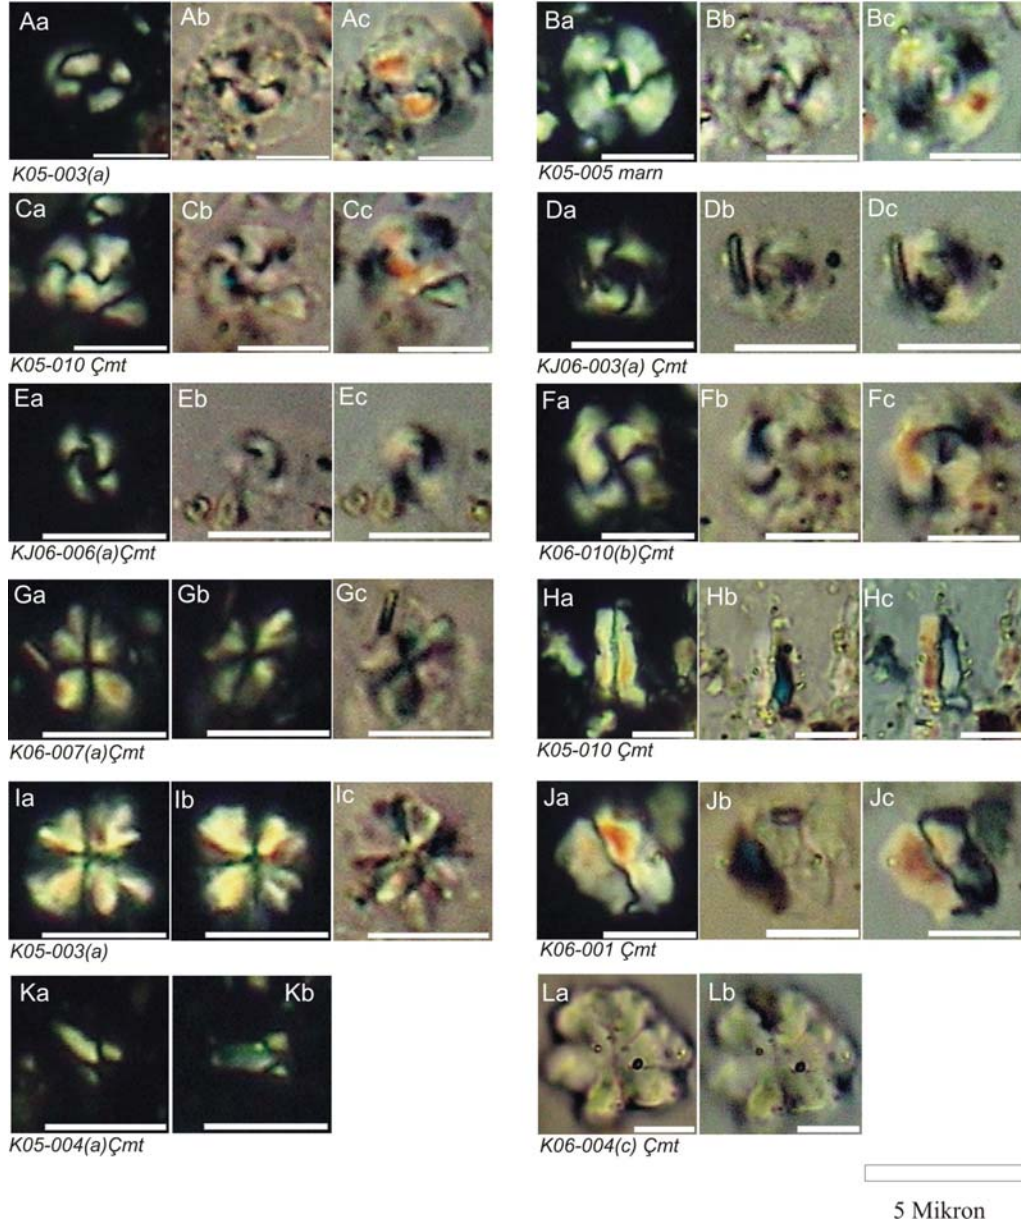 Aa Ab Ac Ba Bb Bc
K05-003(a) K05-005 marn
Ca Cb Cc Da Db Dc
K05-010 Çmt KJ06-003(a) Çmt
Ea Eb Ec Fa Fb Fc
KJ06-006(a)Çmt K06-010(b)Çmt
Ga Gb Gc Ha Hb Hc
K06-007(a)Çmt K05-010 Çmt
Ia Ib Ic Ja Jb Jc
K05-003(a) K06-001 Çmt
Ka Kb La Lb
K05-004(a)Çmt K06-004(c) Çmt
5 Mikron